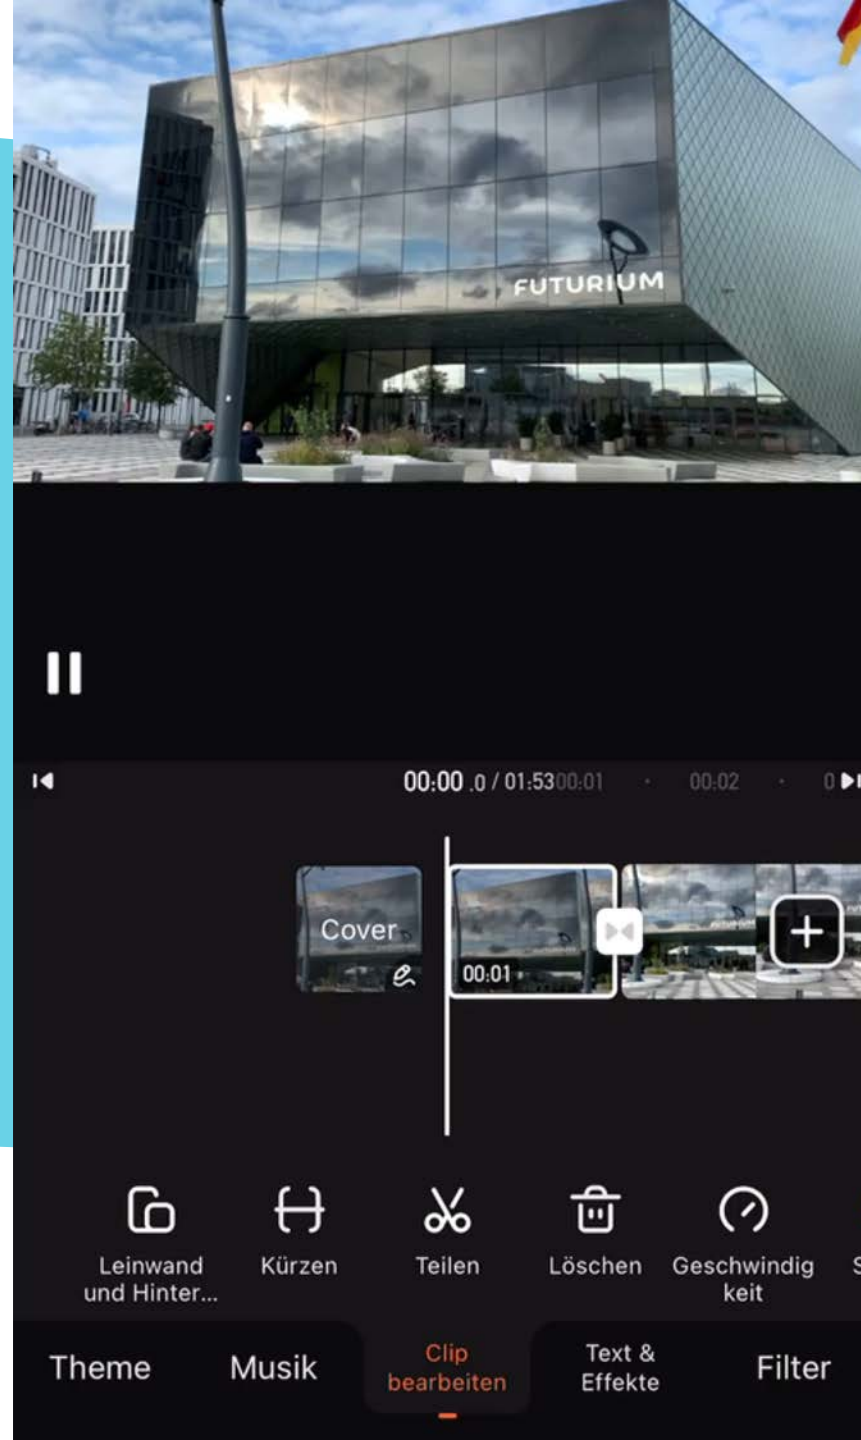 FUTURIUM
00:00 .0 / 01:53 00:01 00:02 0
Cover
00:01
Leinwand
und Hinter...
Kürzen
Teilen
Löschen
Geschwindig
keit
S
Theme
Musik
Clip
bearbeiten
Text &
Effekte
Filter